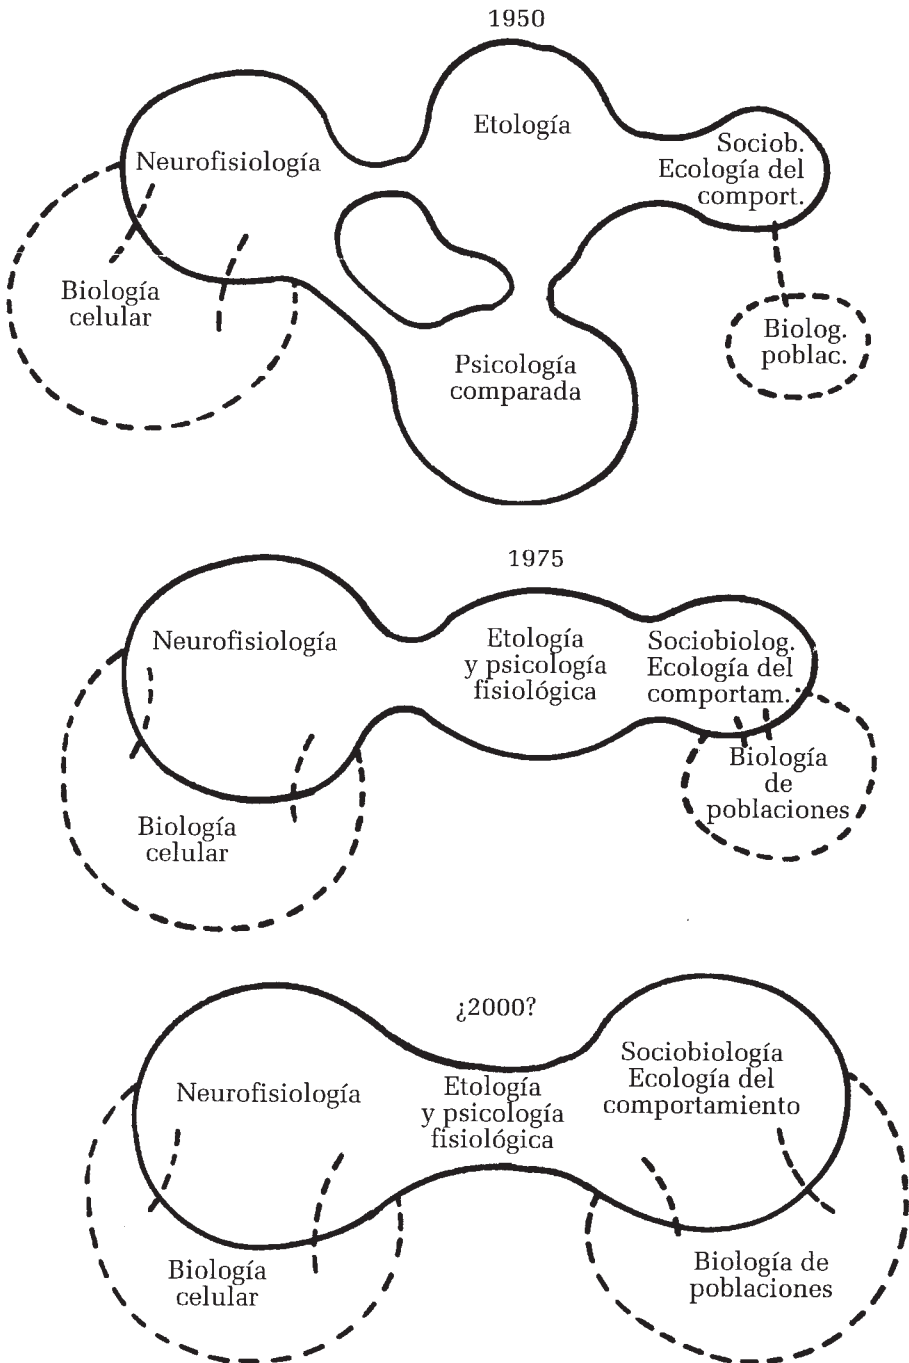 1950
Etología
Neurofisiología
Sociob.
Ecología del
comport.
Biología
celular
Biolog.
poblac.
Psicología
comparada
1975
Neurofisiología
Etología
y psicología
fisiológica
Sociobiolog.
Ecología del
comportam.
Biología
de
poblaciones
Biología
celular
¿2000?
Neurofisiología
Etología
y psicología
fisiológica
Sociobiología
Ecología del
comportamiento
Biología
celular
Biología de
poblaciones